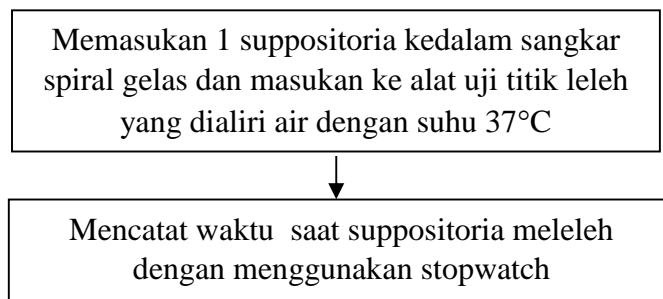 Memasukan 1 suppositoria kedalam sangkar
spiral gelas dan masukan ke alat uji titik leleh
yang dialiri air dengan suhu 37°C
Mencatat waktu saat suppositoria meleleh
dengan menggunakan stopwatch